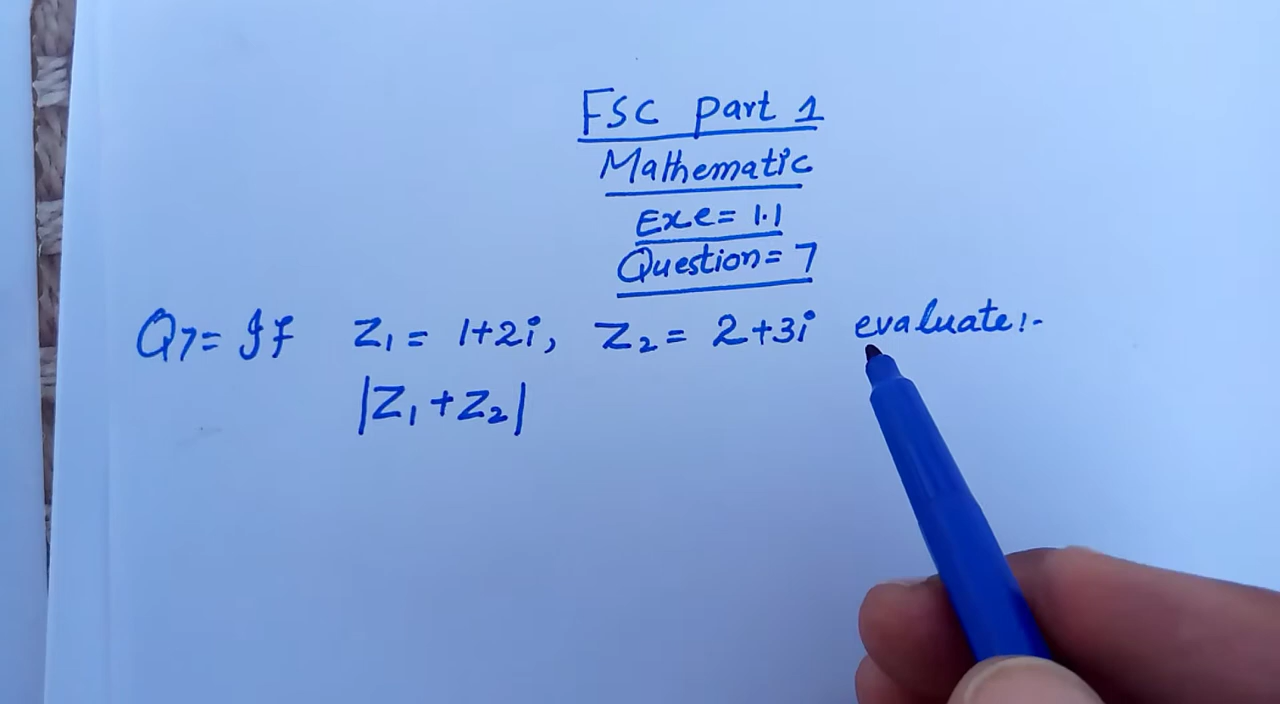 FSC part 1
Mathematic
Exe= 1.1
Question= 7
Q7= If Z₁= 1+2i, Z₂= 2+3i evaluate:-
|Z₁+Z₂|